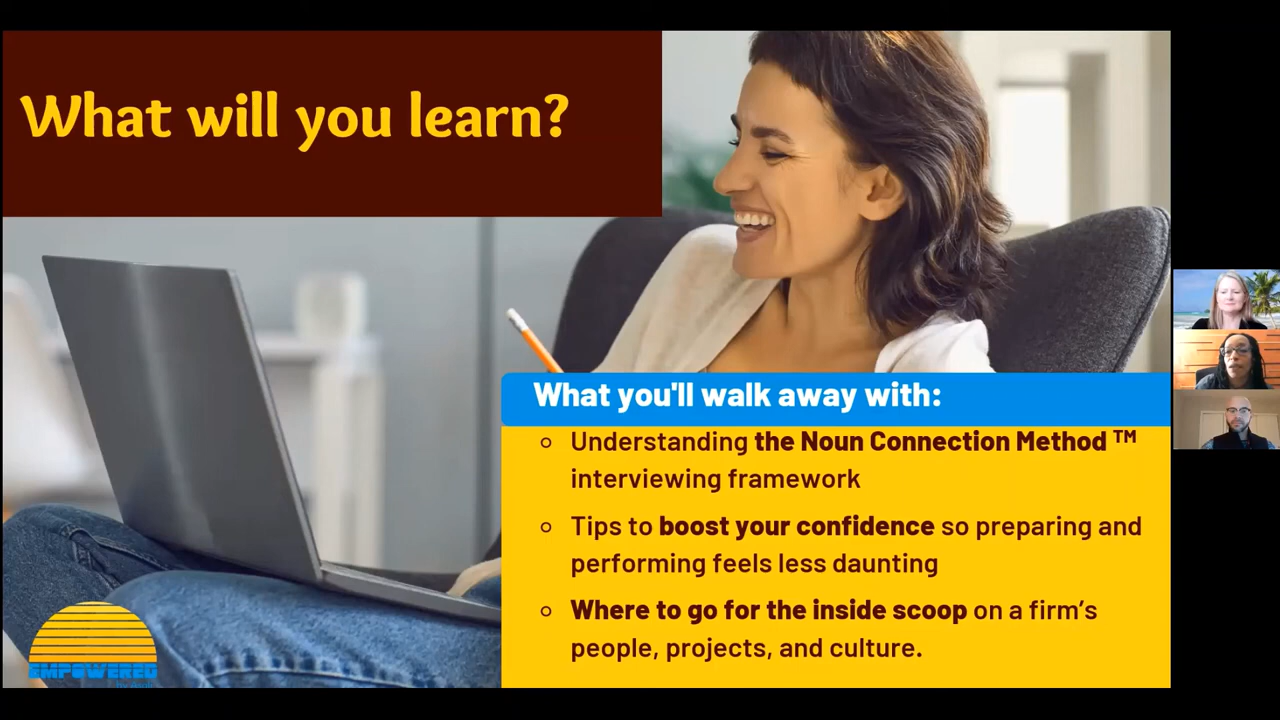 What will you learn?
What you'll walk away with:
Understanding the Noun Connection Method ™
interviewing framework
Tips to boost your confidence so preparing and
performing feels less daunting
Where to go for the inside scoop on a firm's
people, projects, and culture.
EMPOWERED